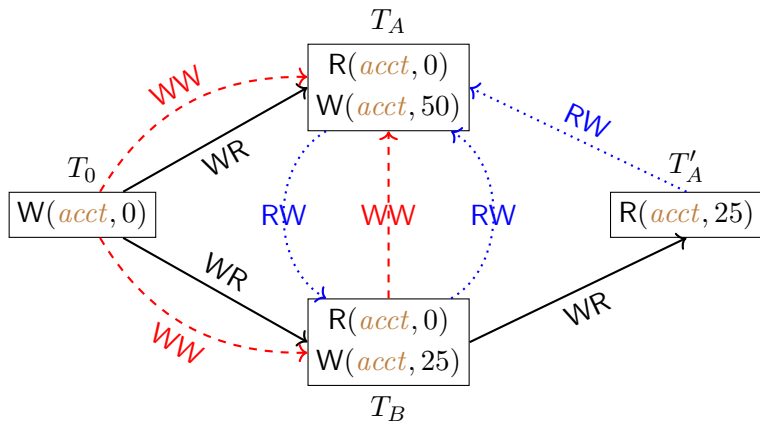 T_A
R(acct, 0)
W(acct, 50)
WW
WR
RW
T_0
W(acct, 0)
T'_A
R(acct, 25)
RW
WW
RW
WR
WW
WR
R(acct, 0)
W(acct, 25)
T_B